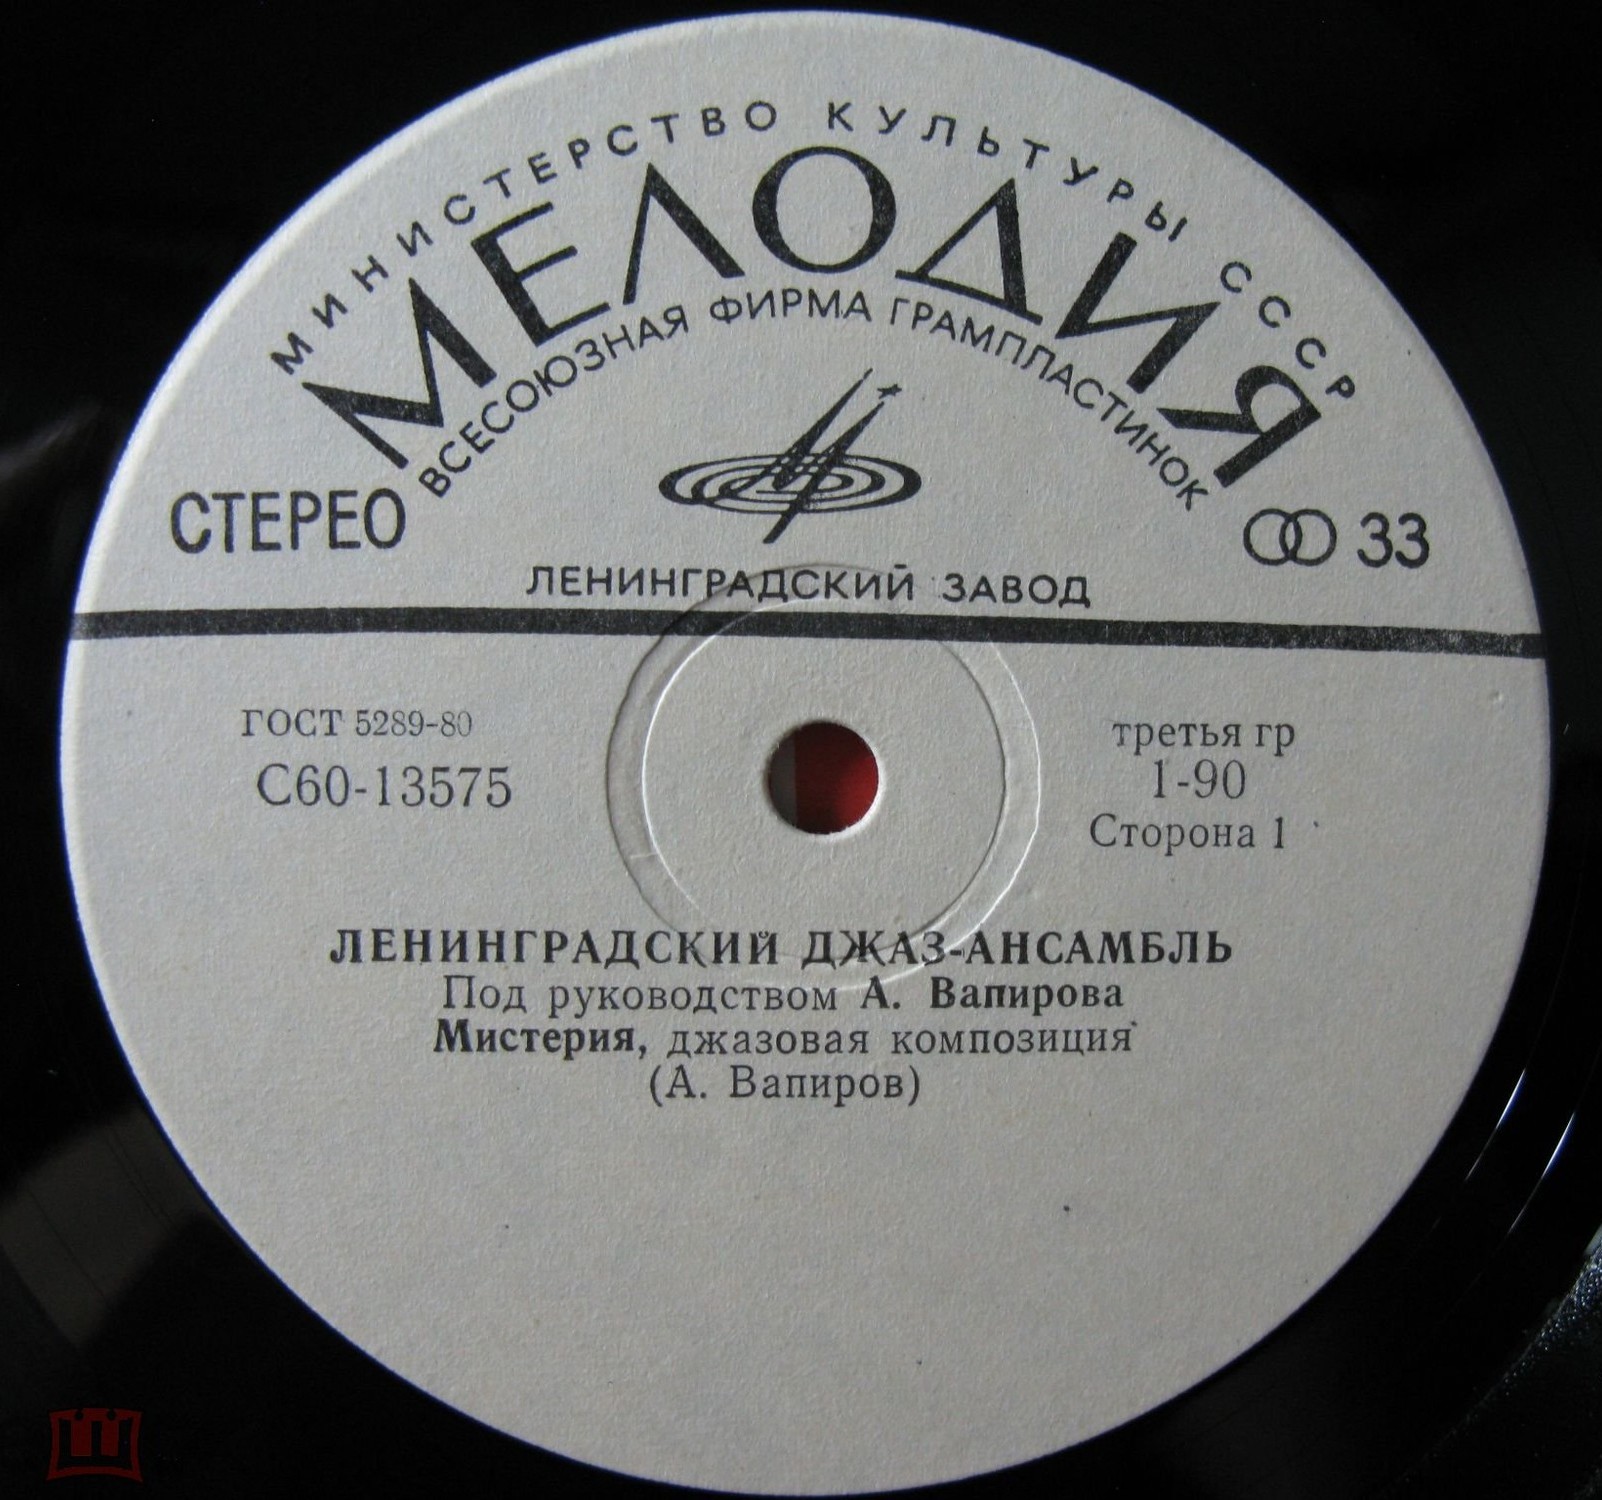 МИНИСТЕРСТВО КУЛЬТУРЫ СССР
МЕЛОДИЯ
ВСЕСОЮЗНАЯ ФИРМА ГРАМПЛАСТИНОК
СТЕРЕО
33
ЛЕНИНГРАДСКИЙ ЗАВОД
ГОСТ 5289-80
С60-13575
третья гр
1-90
Сторона 1
ЛЕНИНГРАДСКИЙ ДЖАЗ-АНСАМБЛЬ
Под руководством А. Вапирова
Мистерия, джазовая композиция
(А. Вапиров)